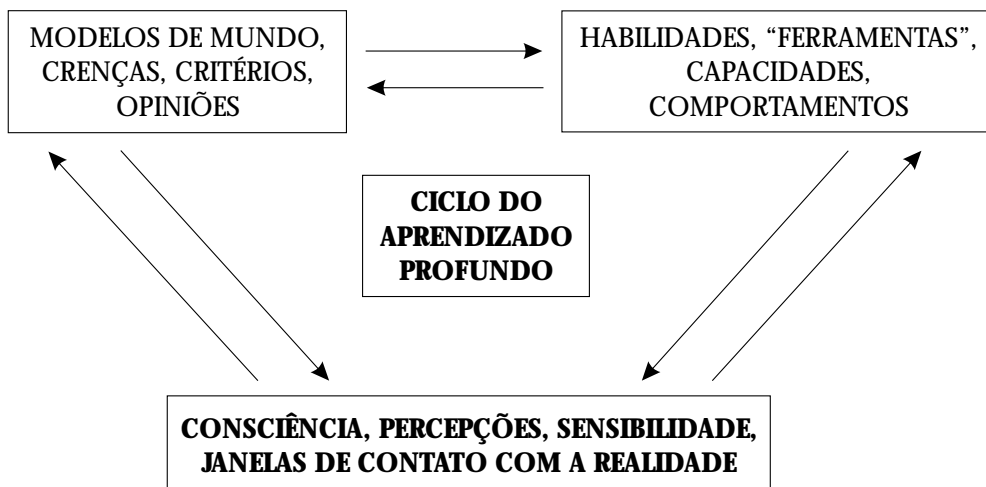 MODELOS DE MUNDO,
CRENÇAS, CRITÉRIOS,
OPINIÕES
HABILIDADES, “FERRAMENTAS”,
CAPACIDADES,
COMPORTAMENTOS
CICLO DO
APRENDIZADO
PROFUNDO
CONSCIÊNCIA, PERCEPÇÕES, SENSIBILIDADE,
JANELAS DE CONTATO COM A REALIDADE